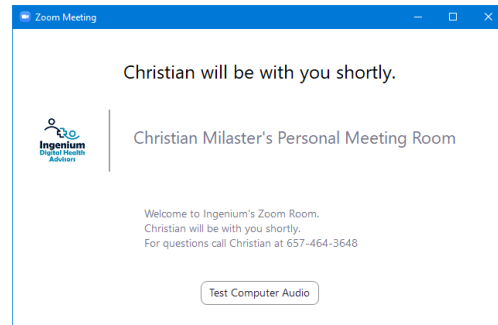 Zoom Meeting
Christian will be with you shortly.
Ingenium
Digital Health
Advisors
Christian Milaster's Personal Meeting Room
Welcome to Ingenium's Zoom Room.
Christian will be with you shortly.
For questions call Christian at 657-464-3648
Test Computer Audio